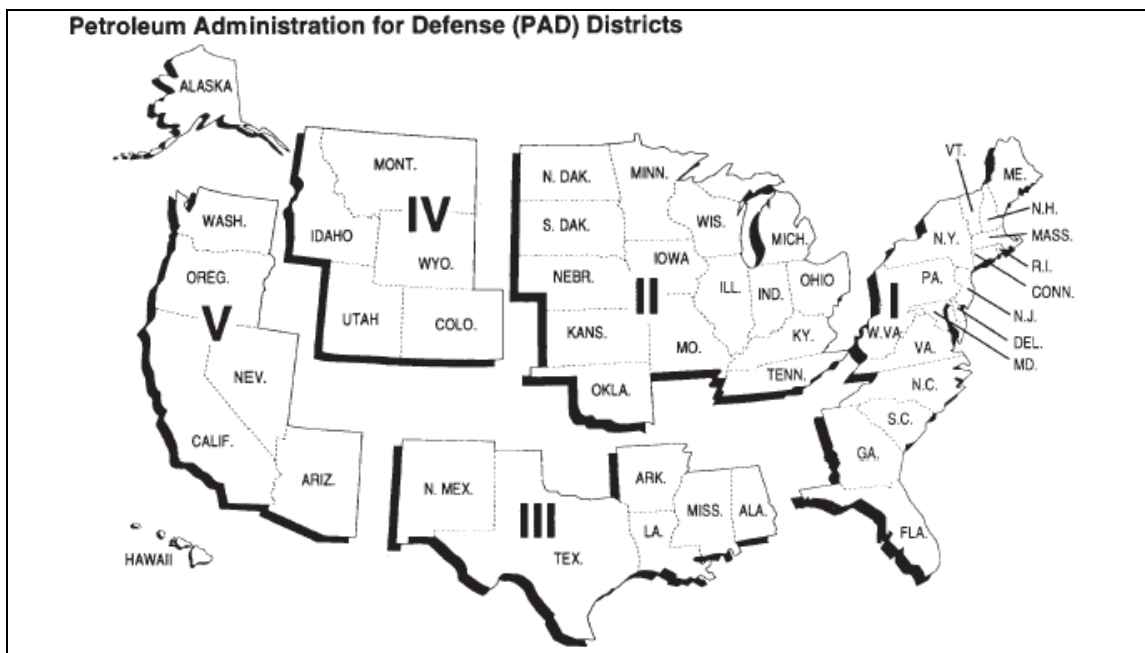 Petroleum Administration for Defense (PAD) Districts
ALASKA
MONT.
IV
IDAHO
WYO.
UTAH
COLO.
WASH.
OREG.
V
NEV.
CALIF.
ARIZ.
HAWAII
N. DAK.
MINN.
S. DAK.
WIS.
MICH.
NEBR.
IOWA
II
ILL.
IND.
OHIO
KANS.
MO.
KY.
OKLA.
TENN.
N. MEX.
III
TEX.
ARK.
LA.
MISS.
ALA.
VT.
ME.
N.H.
MASS.
N.Y.
R.I.
CONN.
PA.
I
N.J.
W.VA
DEL.
VA.
MD.
N.C.
S.C.
GA.
FLA.